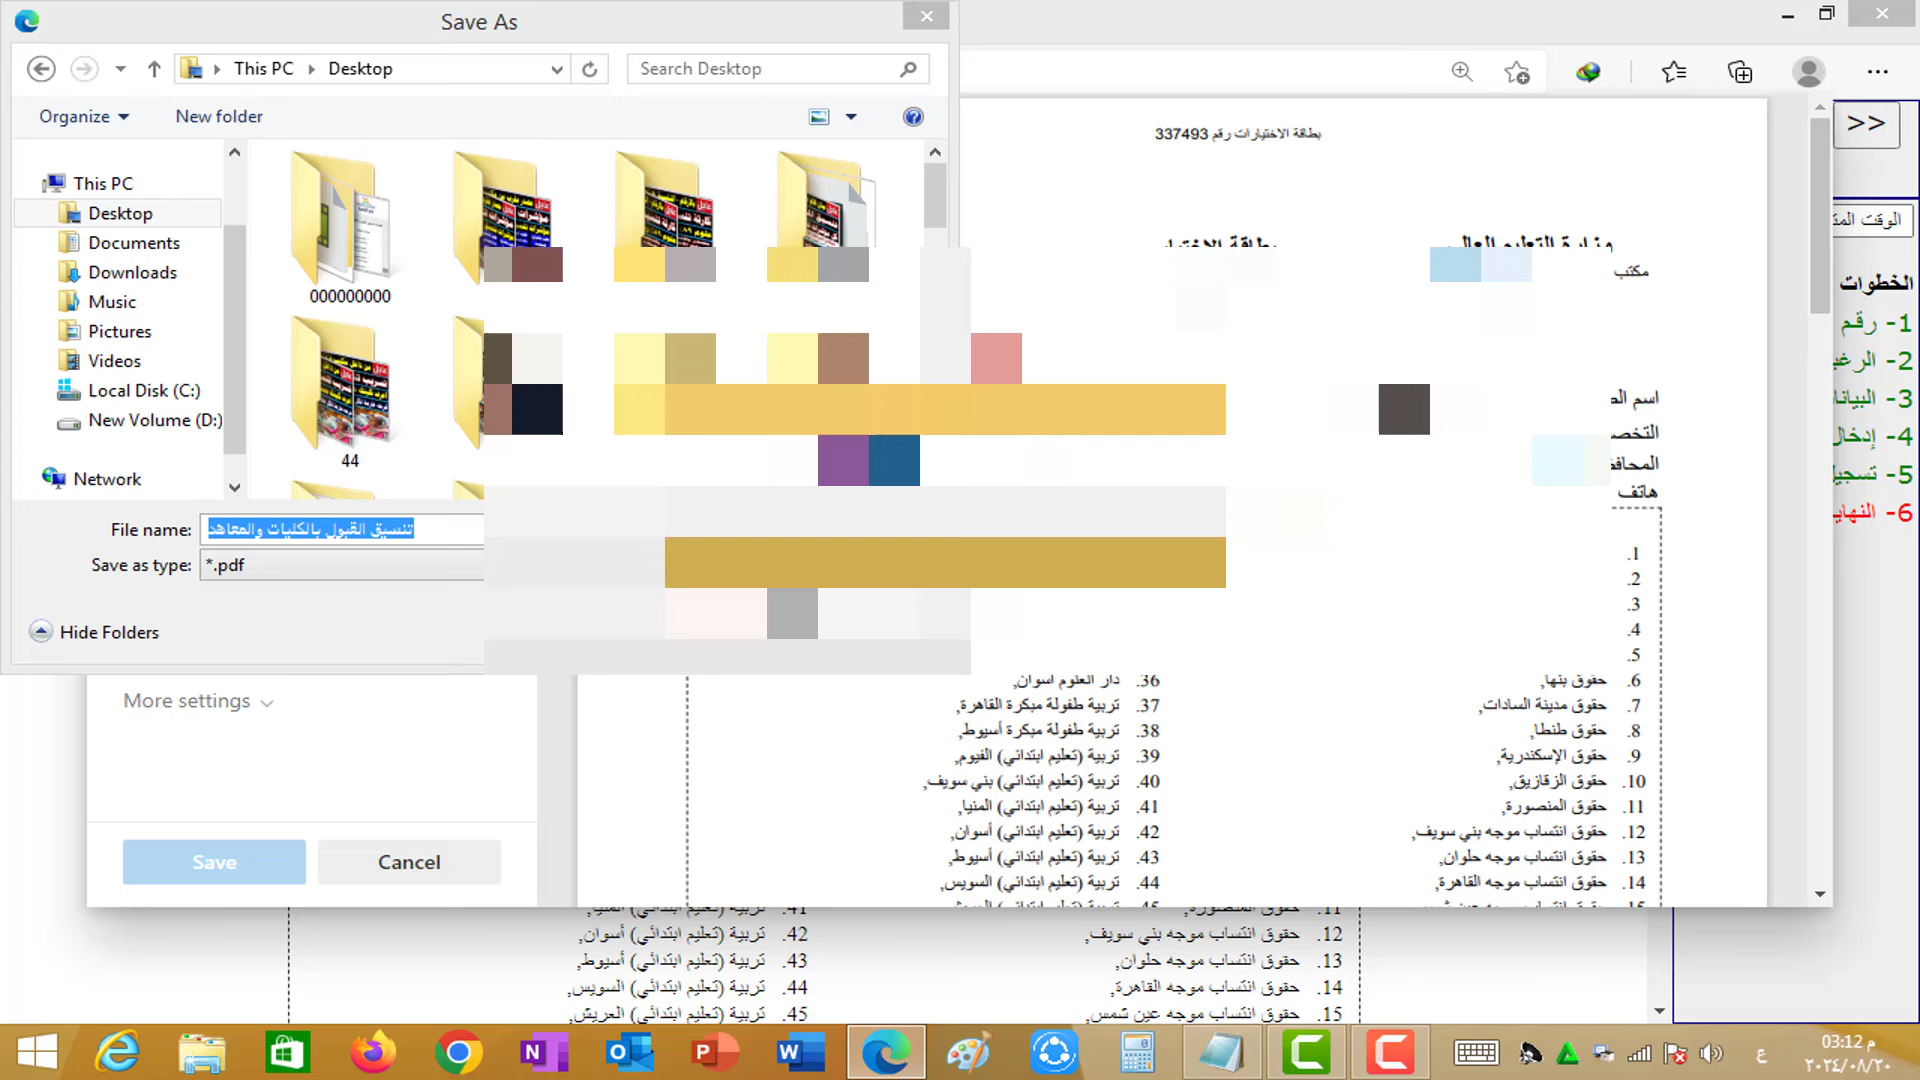 Save As
This PC
Desktop
Search Desktop
Organize
New folder
This PC
Desktop
Documents
Downloads
Music
Pictures
Videos
Local Disk (C:)
New Volume (D:)
Network
000000000
44
File name:
تنسيق القبول بالكليات والمعاهد
Save as type:
*.pdf
Hide Folders
More settings
Save
Cancel
بطاقة الاختيارات رقم 337493
وزارة التعليم العالي
مكتب
هاتف
1.
2.
3.
4.
5.
6. حقوق بنها,
7. حقوق مدينة السادات,
8. حقوق طنطا,
9. حقوق الإسكندرية,
10. حقوق الزقازيق,
11. حقوق المنصورة,
12. حقوق انتساب موجه بني سويف,
13. حقوق انتساب موجه حلوان,
14. حقوق انتساب موجه القاهرة,
36. دار العلوم اسوان,
37. تربية طفولة مبكرة القاهرة,
38. تربية طفولة مبكرة أسيوط,
39. تربية (تعليم ابتدائي) الفيوم,
40. تربية (تعليم ابتدائي) بني سويف,
41. تربية (تعليم ابتدائي) المنيا,
42. تربية (تعليم ابتدائي) أسوان,
43. تربية (تعليم ابتدائي) أسيوط,
44. تربية (تعليم ابتدائي) السويس,
12. حقوق انتساب موجه بني سويف,
13. حقوق انتساب موجه حلوان,
14. حقوق انتساب موجه القاهرة,
15. حقوق انتساب موجه عين شمس,
42. تربية (تعليم ابتدائي) أسوان,
43. تربية (تعليم ابتدائي) أسيوط,
44. تربية (تعليم ابتدائي) السويس,
45. تربية (تعليم ابتدائي) العريش,
>>
الوقت
الخطوات
1- رقم
2-
3-
4- إدخال
5-
6-
ع
03:12 م
٢٠٢٤/٠٨/٢٠